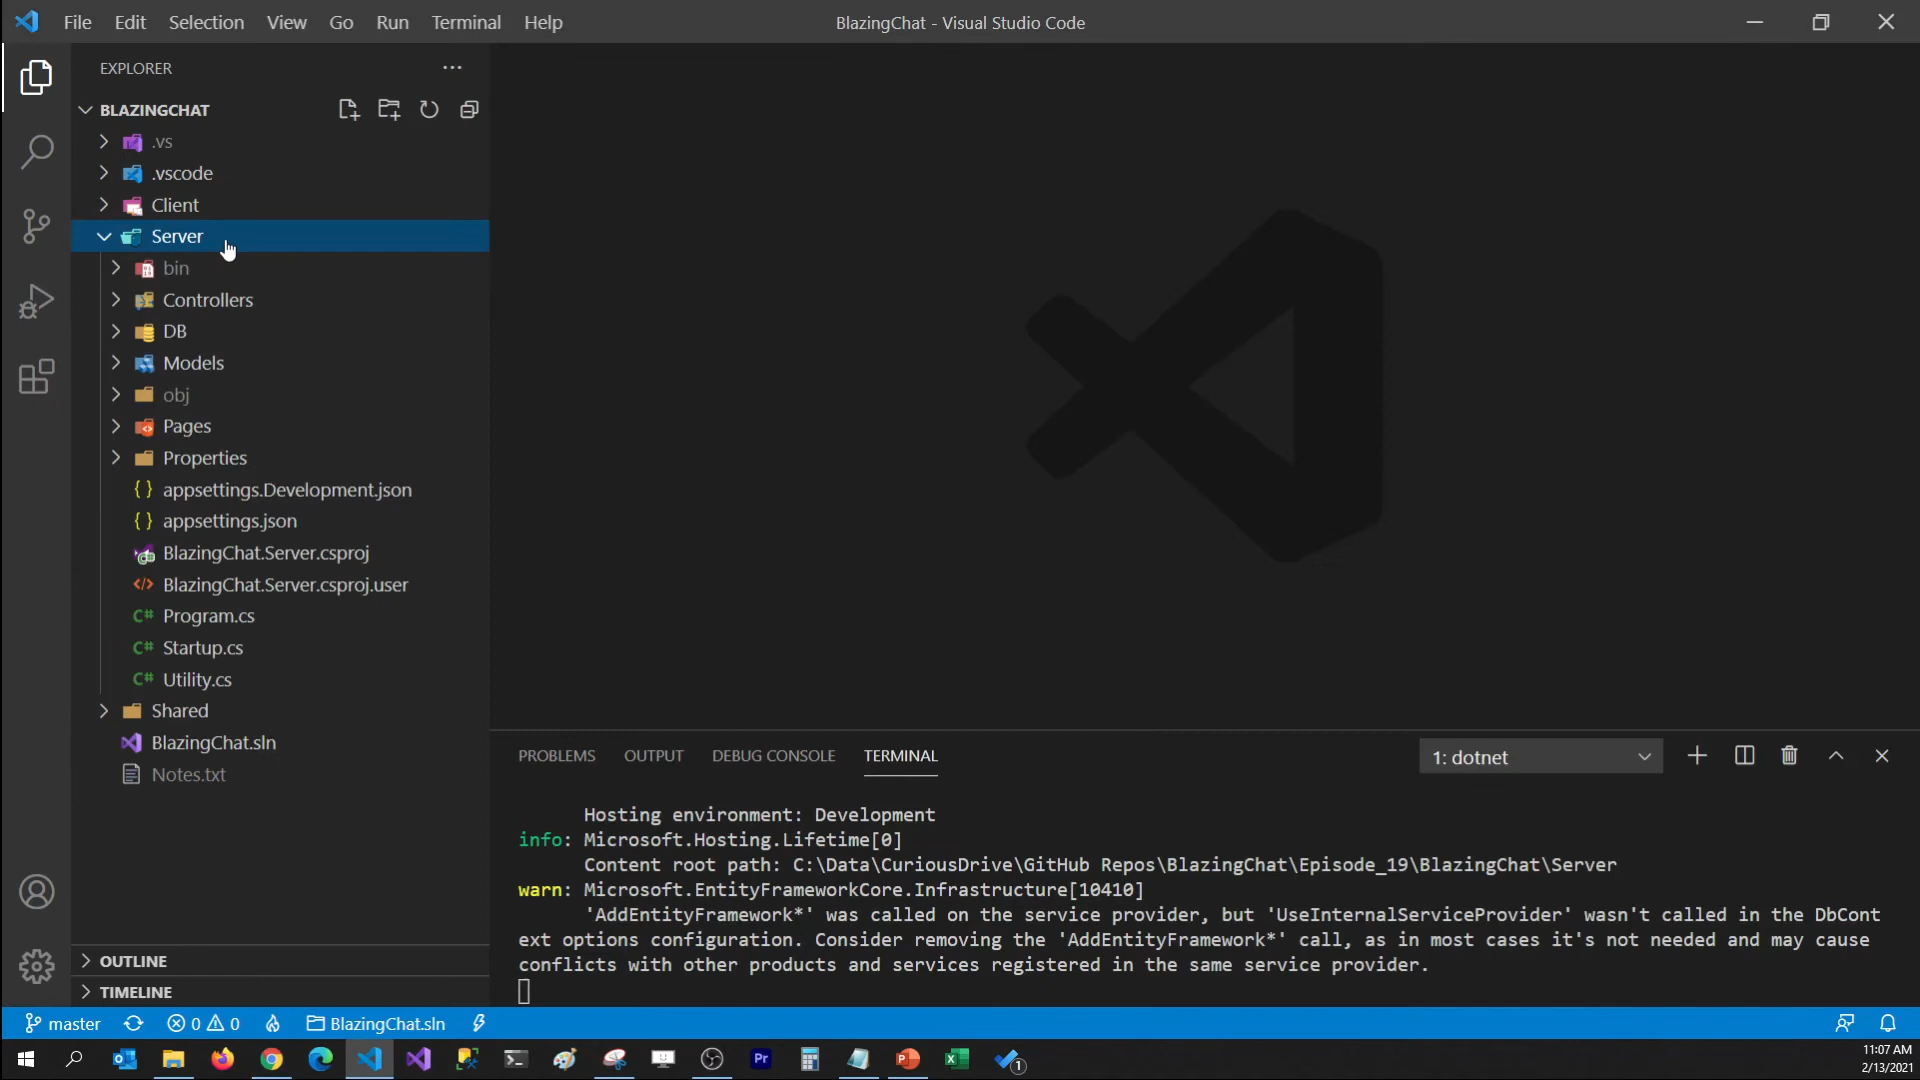 File Edit Selection View Go Run Terminal Help
BlazingChat - Visual Studio Code
EXPLORER
BLAZINGCHAT
.vs
.vscode
Client
Server
bin
Controllers
DB
Models
obj
Pages
Properties
{ } appsettings.Development.json
{ } appsettings.json
BlazingChat.Server.csproj
BlazingChat.Server.csproj.user
C# Program.cs
C# Startup.cs
C# Utility.cs
Shared
BlazingChat.sln
Notes.txt
OUTLINE
TIMELINE
PROBLEMS OUTPUT DEBUG CONSOLE TERMINAL
1: dotnet
Hosting environment: Development
info: Microsoft.Hosting.Lifetime[0]
Content root path: C:\Data\CuriousDrive\GitHub Repos\BlazingChat\Episode_19\BlazingChat\Server
warn: Microsoft.EntityFrameworkCore.Infrastructure[10410]
'AddEntityFramework*' was called on the service provider, but 'UseInternalServiceProvider' wasn't called in the DbCont
ext options configuration. Consider removing the 'AddEntityFramework*' call, as in most cases it's not needed and may cause
conflicts with other products and services registered in the same service provider.
master 0 0 BlazingChat.sln
Pr
1
11:07 AM
2/13/2021